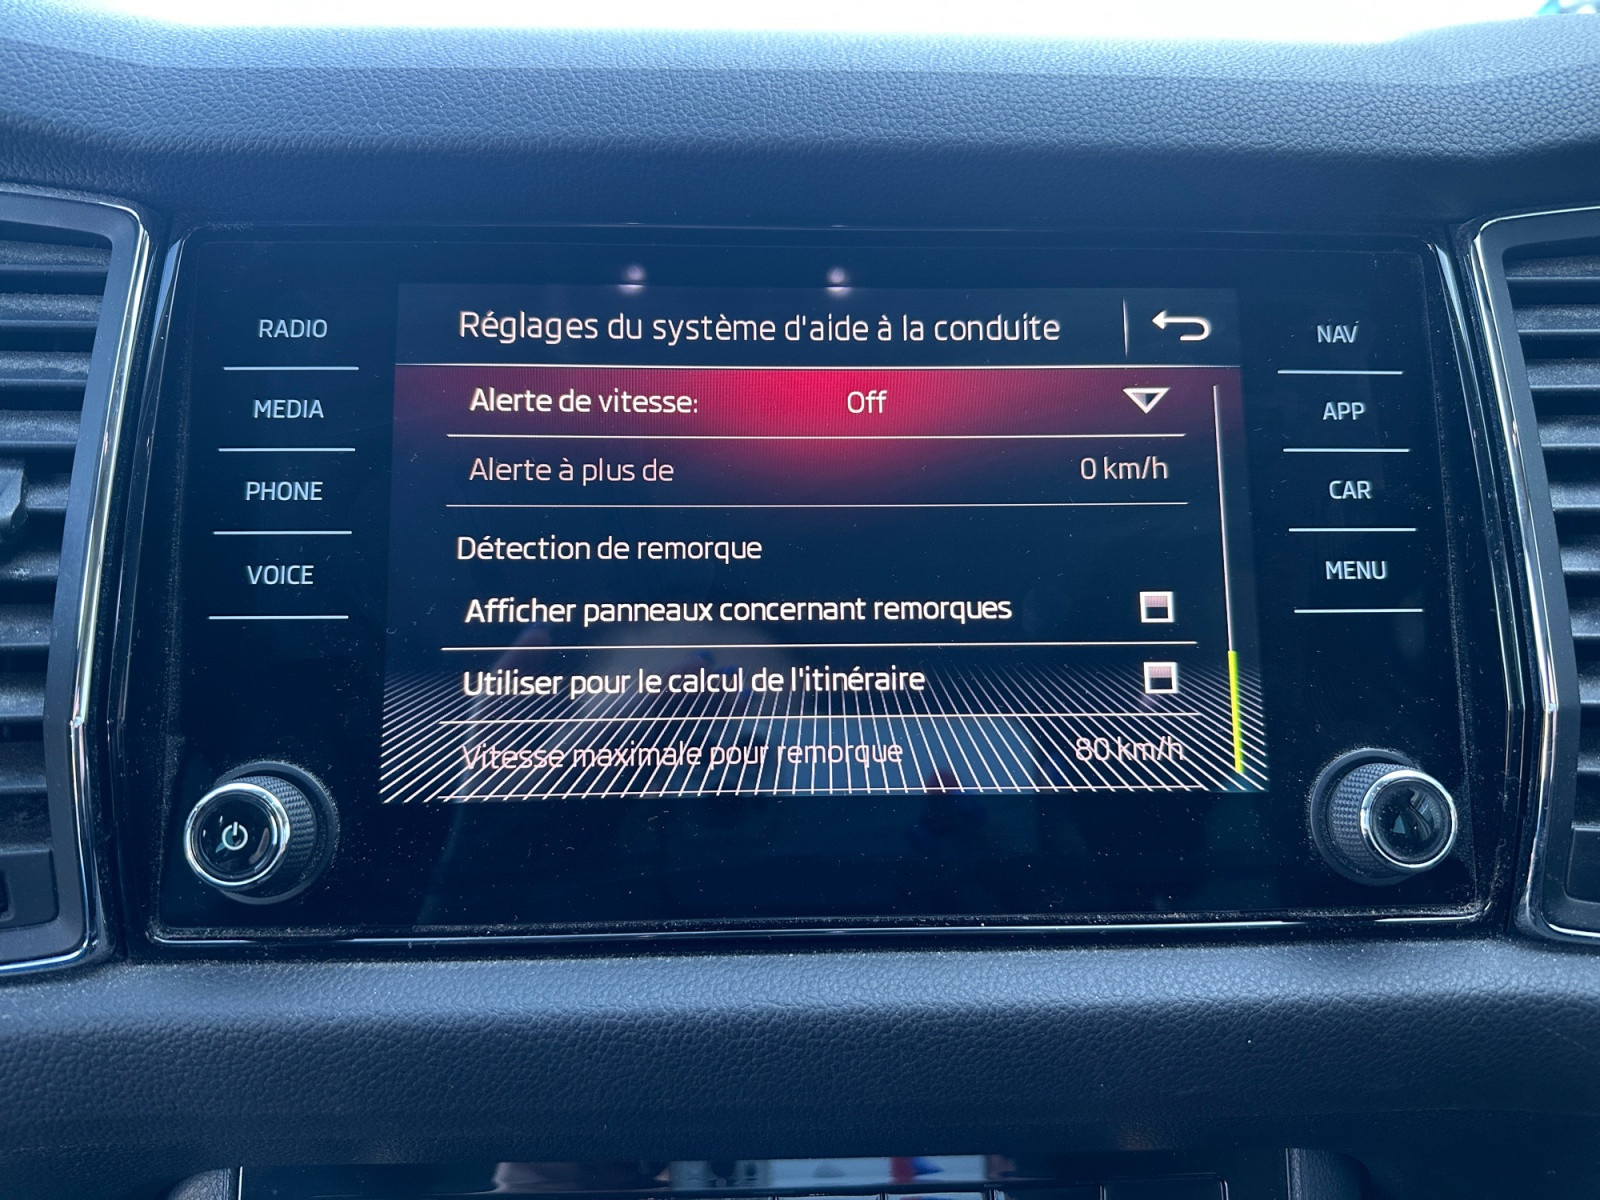 Réglages du système d'aide à la conduite
RADIO
MEDIA
PHONE
VOICE
Alerte de vitesse: Off
Alerte à plus de 0 km/h
Détection de remorque
Afficher panneaux concernant remorques
Utiliser pour le calcul de l'itinéraire
Vitesse maximale pour remorque 80 km/h
NAV
APP
CAR
MENU